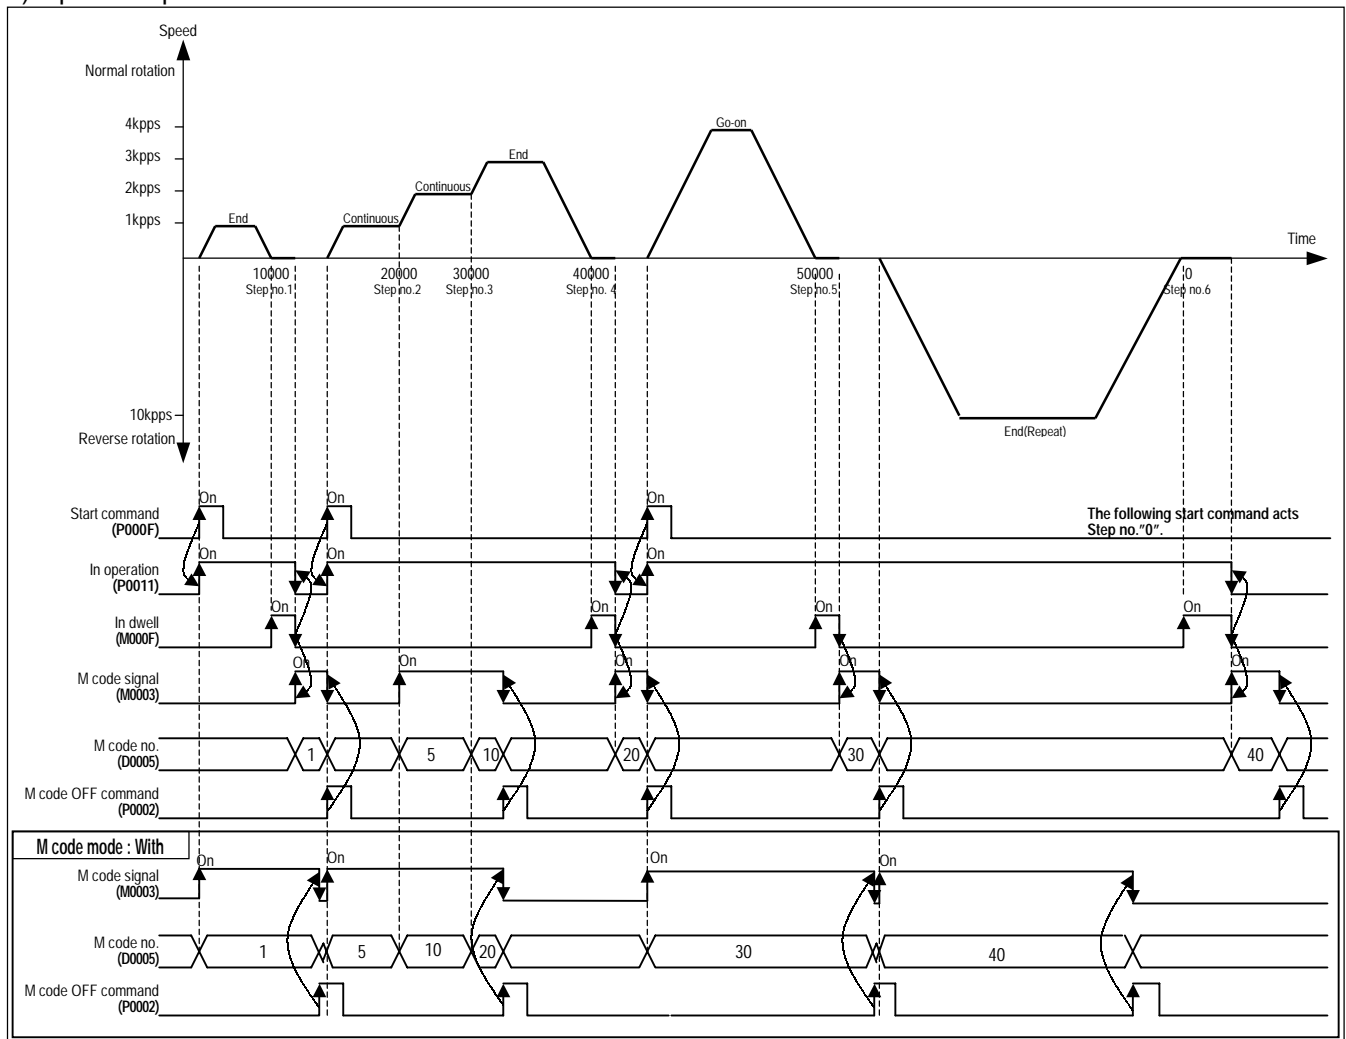 Speed
Normal rotation
4kpps
3kpps
2kpps
1kpps
End
Continuous
Continuous
End
Go-on
Time
10000
Step no.1
20000
Step no.2
30000
Step no.3
40000
Step no. 4
50000
Step no.5
0
Step no.6
10kpps
Reverse rotation
End(Repeat)
Start command
(P000F)
On
On
On
The following start command acts
Step no."0".
In operation
(P0011)
On
On
On
In dwell
(M000F)
On
On
On
On
M code signal
(M0003)
On
On
On
On
On
M code no.
(D0005)
1
5
10
20
30
40
M code OFF command
(P0002)
M code mode : With
M code signal
(M0003)
On
On
On
On
M code no.
(D0005)
1
5
10
20
30
40
M code OFF command
(P0002)